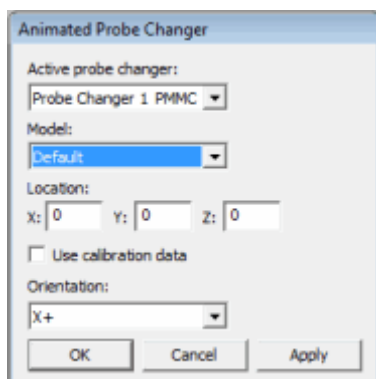 Animated Probe Changer
Active probe changer:
Probe Changer 1 PMMC
Model:
Default
Location:
X: 0 Y: 0 Z: 0
Use calibration data
Orientation:
X+
OK Cancel Apply